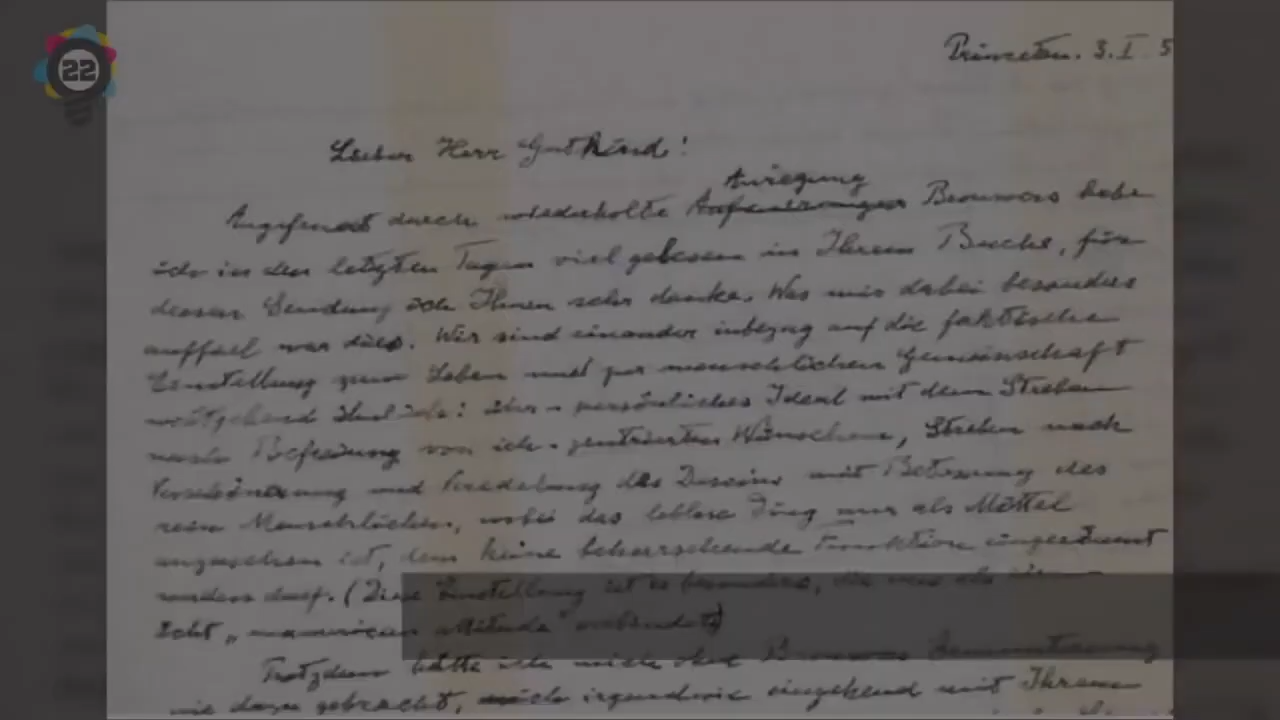 22
Princeton. 3. I. 5
Lieber Herr Gutkind!
Anregung
Angefeuert durch wiederholte Aufeuerungen Brouwers habe
ich in den letzten Tagen viel gelesen in Ihrem Buche, für
dessen Sendung ich Ihnen sehr danke. Was mir dabei besonders
auffiel war dies. Wir sind einander inbezug auf die faktische
Einstellung zum Leben und zur menschlichen Gemeinschaft
weitgehend ähnlich: über-persönliches Ideal mit dem Streben
nach Befreiung von ich-zentrierten Wünschen, Streben nach
Verschönerung und Veredelung des Daseins mit Betonung des
rein Menschlichen, wobei das leblose Ding nur als Mittel
anzusehen ist, dem keine beherrschende Funktion eingeräumt
werden darf. (Diese Einstellung ist es besonders, die uns als ein
echt „unamerican attitude" verbindet)
Trotzdem hätte ich mich ohne Brouwers Ermunterung
nie dazu gebracht, mich irgendwie eingehend mit Ihrem